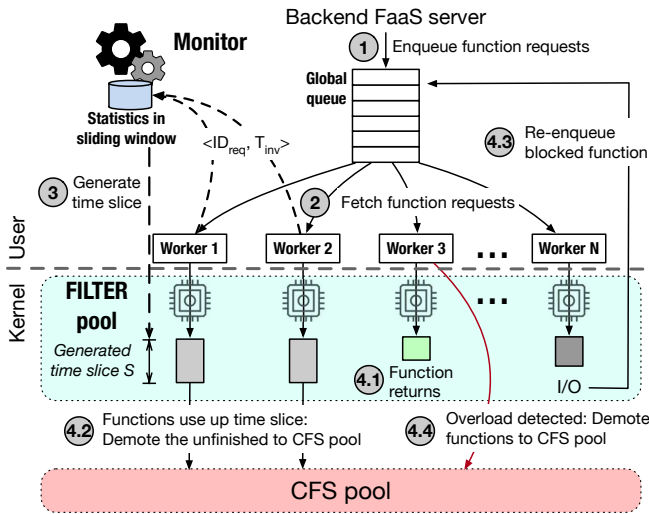 Backend FaaS server
Monitor
1
Enqueue function requests
Global
queue
Statistics in
sliding window
<IDreq, Tinv>
4.3
Re-enqueue
blocked function
3
Generate
time slice
2
Fetch function requests
User
Worker 1
Worker 2
Worker 3
...
Worker N
Kernel
FILTER
pool
...
Generated
time slice S
4.1
Function
returns
I/O
4.2
Functions use up time slice:
Demote the unfinished to CFS pool
4.4
Overload detected: Demote
functions to CFS pool
CFS pool